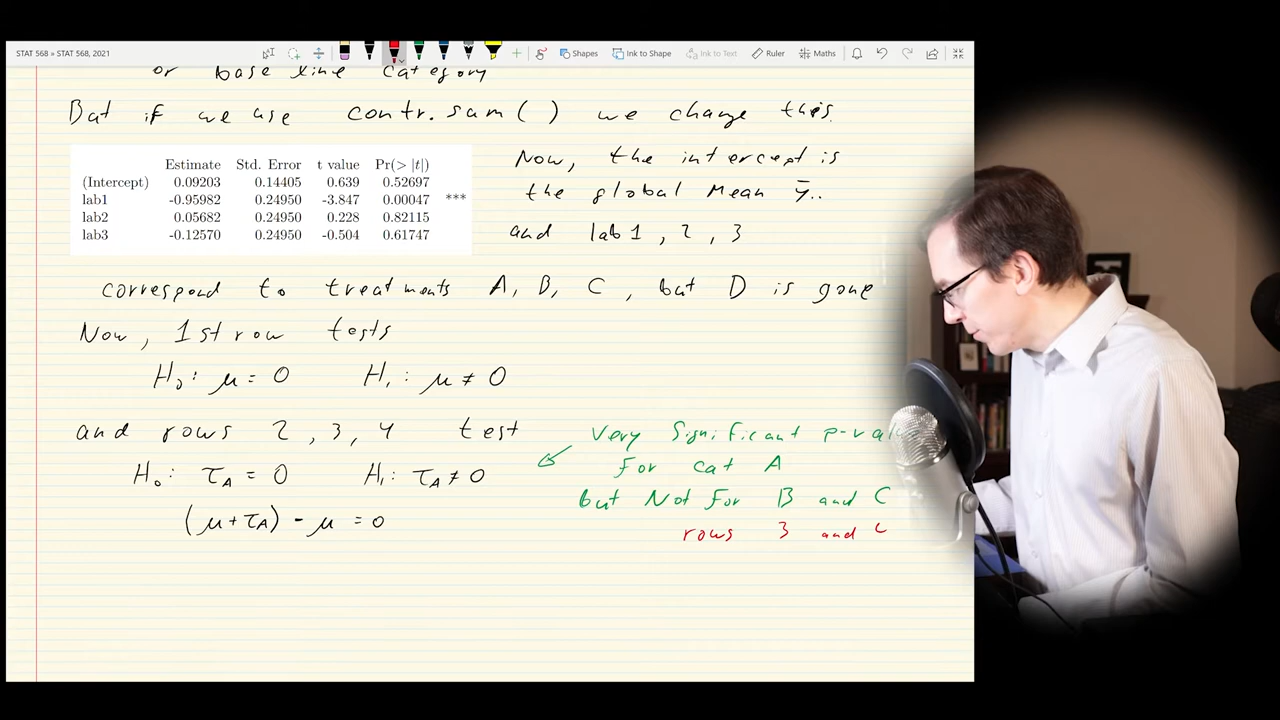 STAT 568 » STAT 568, 2021
Shapes
Ink to Shape
Ink to Text
Ruler
Maths
or base line category
But if we use contr.sum( ) we change this.
Estimate Std. Error t value Pr(> |t|)
(Intercept) 0.09203 0.14405 0.639 0.52697
lab1 -0.95982 0.24950 -3.847 0.00047 ***
lab2 0.05682 0.24950 0.228 0.82115
lab3 -0.12570 0.24950 -0.504 0.61747
Now, the intercept is
the global Mean ȳ..
and lab1, 2, 3
correspond to treatments A, B, C, but D is gone
Now, 1st row tests
H₀: μ = 0 H₁: μ ≠ 0
and rows 2, 3, 4 test
H₀: τ_A = 0 H₁: τ_A ≠ 0
(μ + τ_A) - μ = 0
Very Significant p-val
for cat A
but Not for B and C
rows 3 and